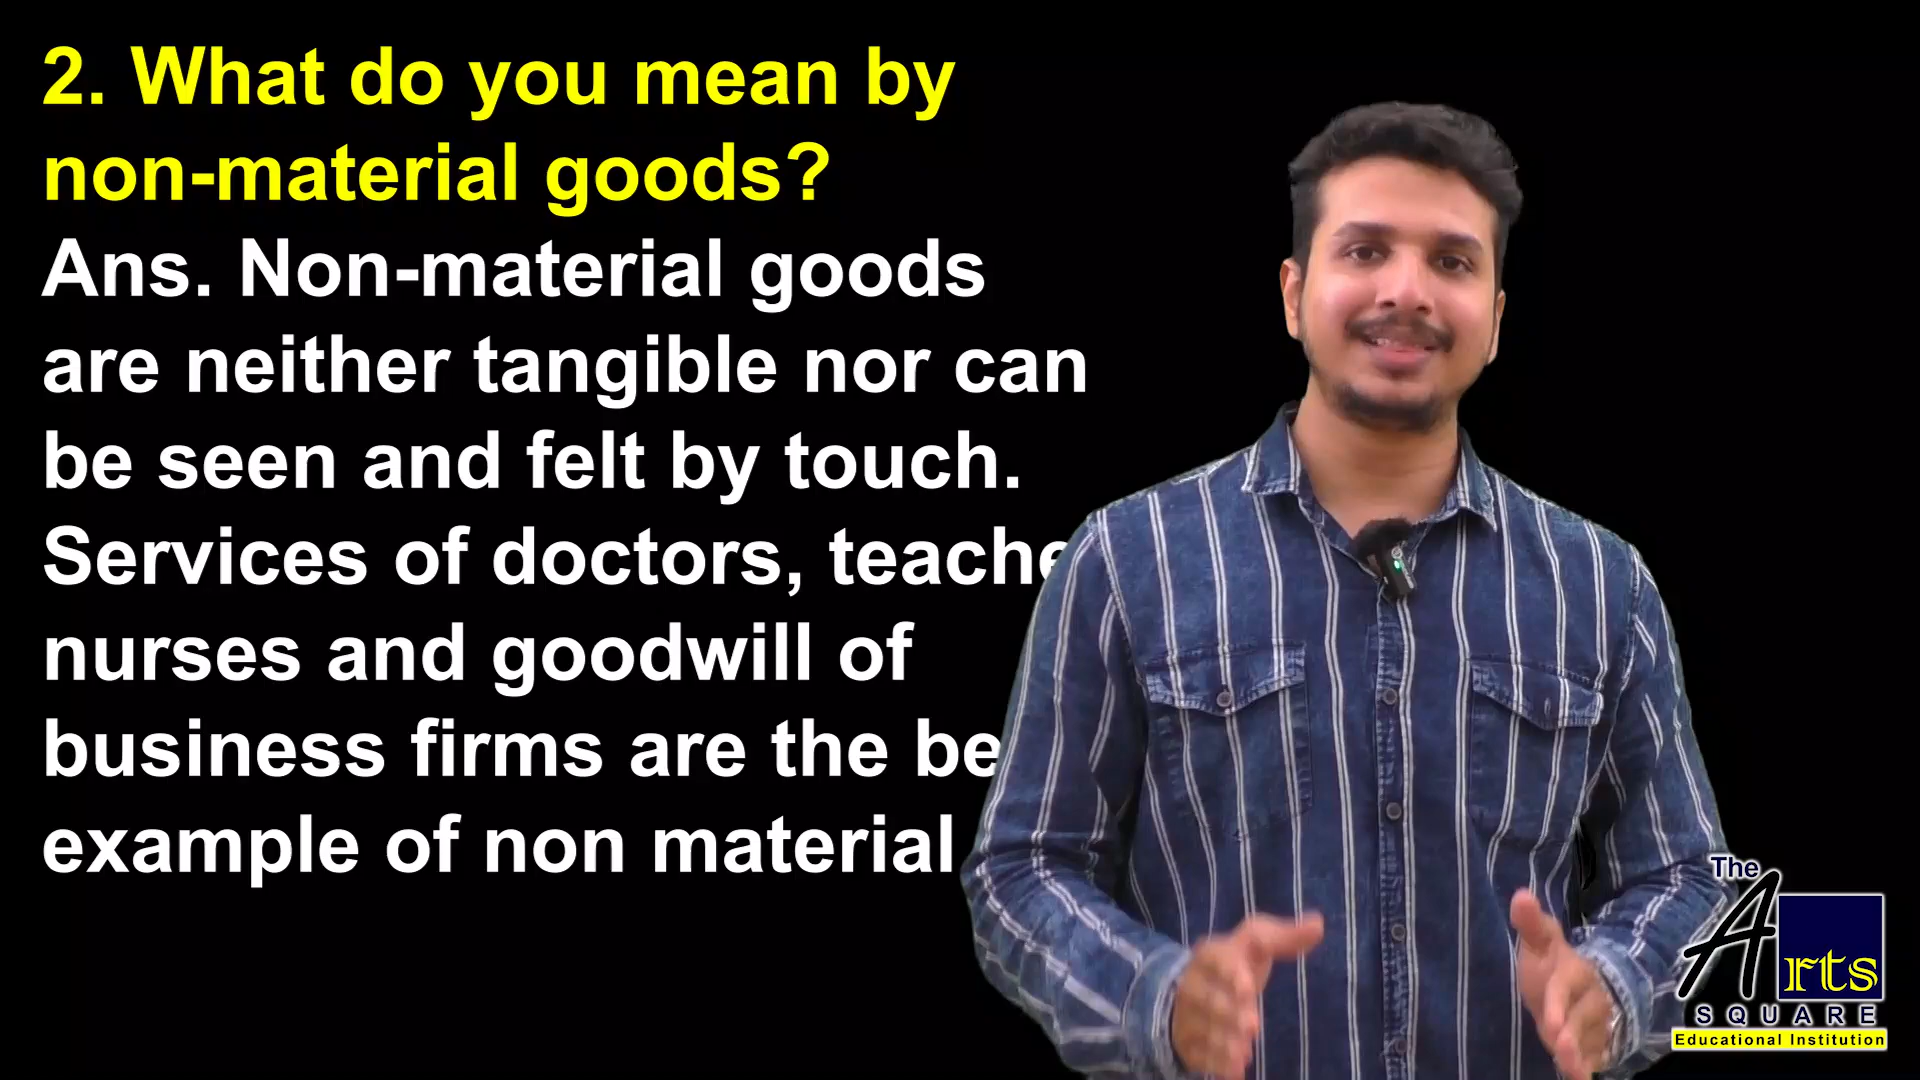 2. What do you mean by
non-material goods?
Ans. Non-material goods
are neither tangible nor can
be seen and felt by touch.
Services of doctors,
nurses and goodwill of
business firms are the
example of non material
The
Arts
SQUARE
Educational Institution